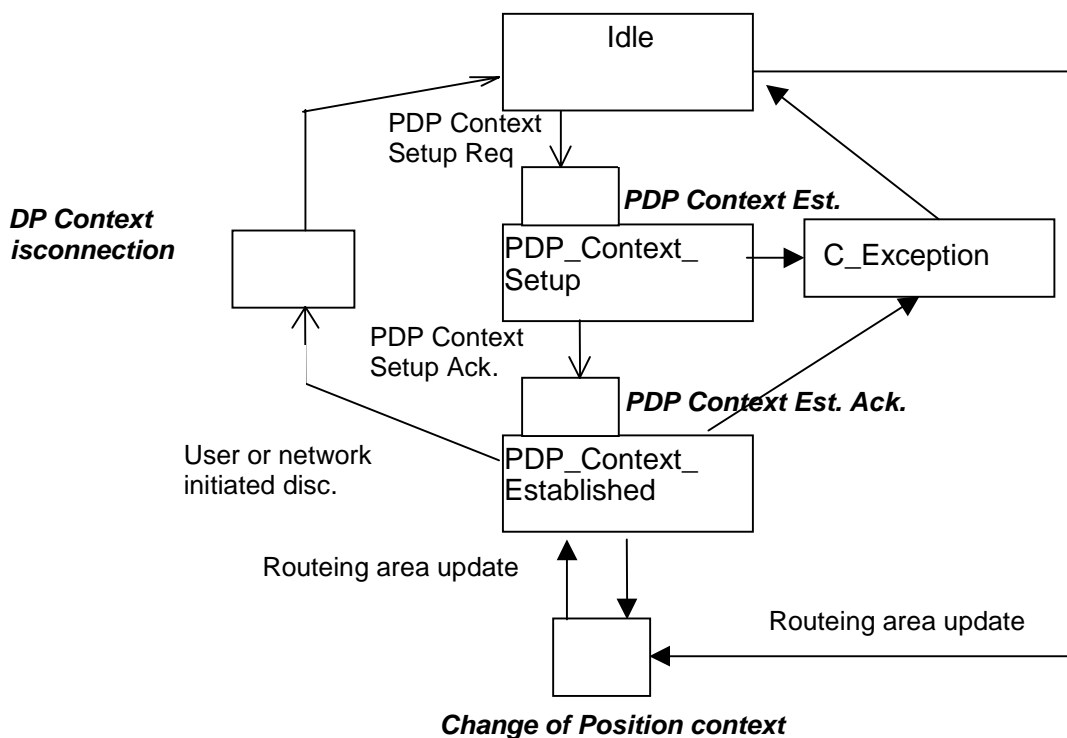 Idle
PDP Context
Setup Req
PDP Context Est.
DP Context
isconnection
PDP_Context_
Setup
C_Exception
PDP Context
Setup Ack.
PDP Context Est. Ack.
User or network
initiated disc.
PDP_Context_
Established
Routeing area update
Routeing area update
Change of Position context